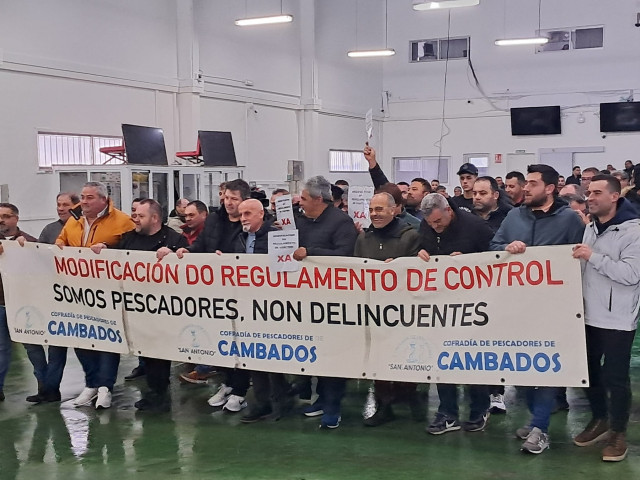 MODIFICACIÓN DO REGULAMENTO DE CONTROL XA
SOMOS PESCADORES, NON DELINCUENTES
"SAN ANTONIO"
COFRADÍA DE PESCADORES DE
CAMBADOS
"SAN ANTONIO"
COFRADÍA DE PESCADORES DE
CAMBADOS
"SAN ANTONIO"
COFRADÍA DE PESCADORES DE
CAMBADOS
XA
XA